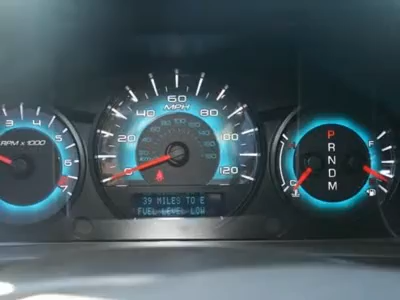 3 4 5 6 7
RPM x 1000
20 40 60 80 100 120
MPH
39 MILES TO E
FUEL LEVEL LOW
P
R
N
D
M
F